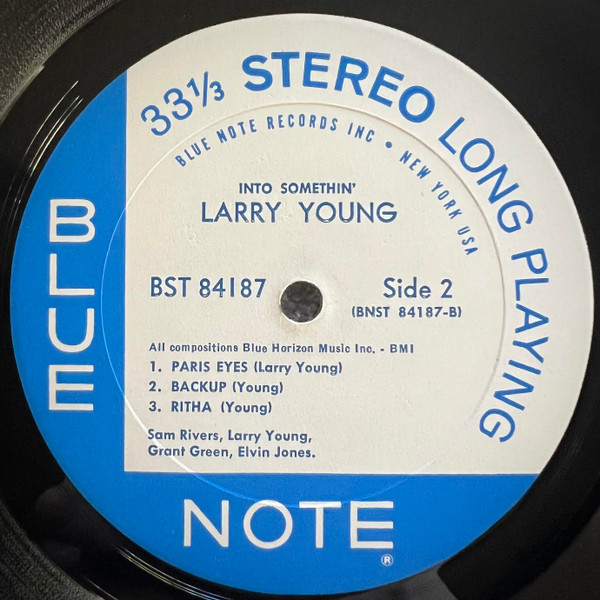 33⅓ STEREO LONG PLAYING
BLUE NOTE RECORDS INC • NEW YORK USA
INTO SOMETHIN'
LARRY YOUNG
BST 84187
Side 2
(BNST 84187-B)
All compositions Blue Horizon Music Inc. - BMI
1. PARIS EYES (Larry Young)
2. BACKUP (Young)
3. RITHA (Young)
Sam Rivers, Larry Young,
Grant Green, Elvin Jones.
BLUE
NOTE®